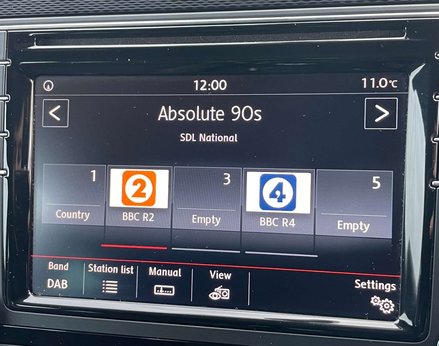 12:00 11.0°C
< Absolute 90s >
SDL National
1 2 3 4 5
Country BBC R2 Empty BBC R4 Empty
Band Station list Manual View Settings
DAB